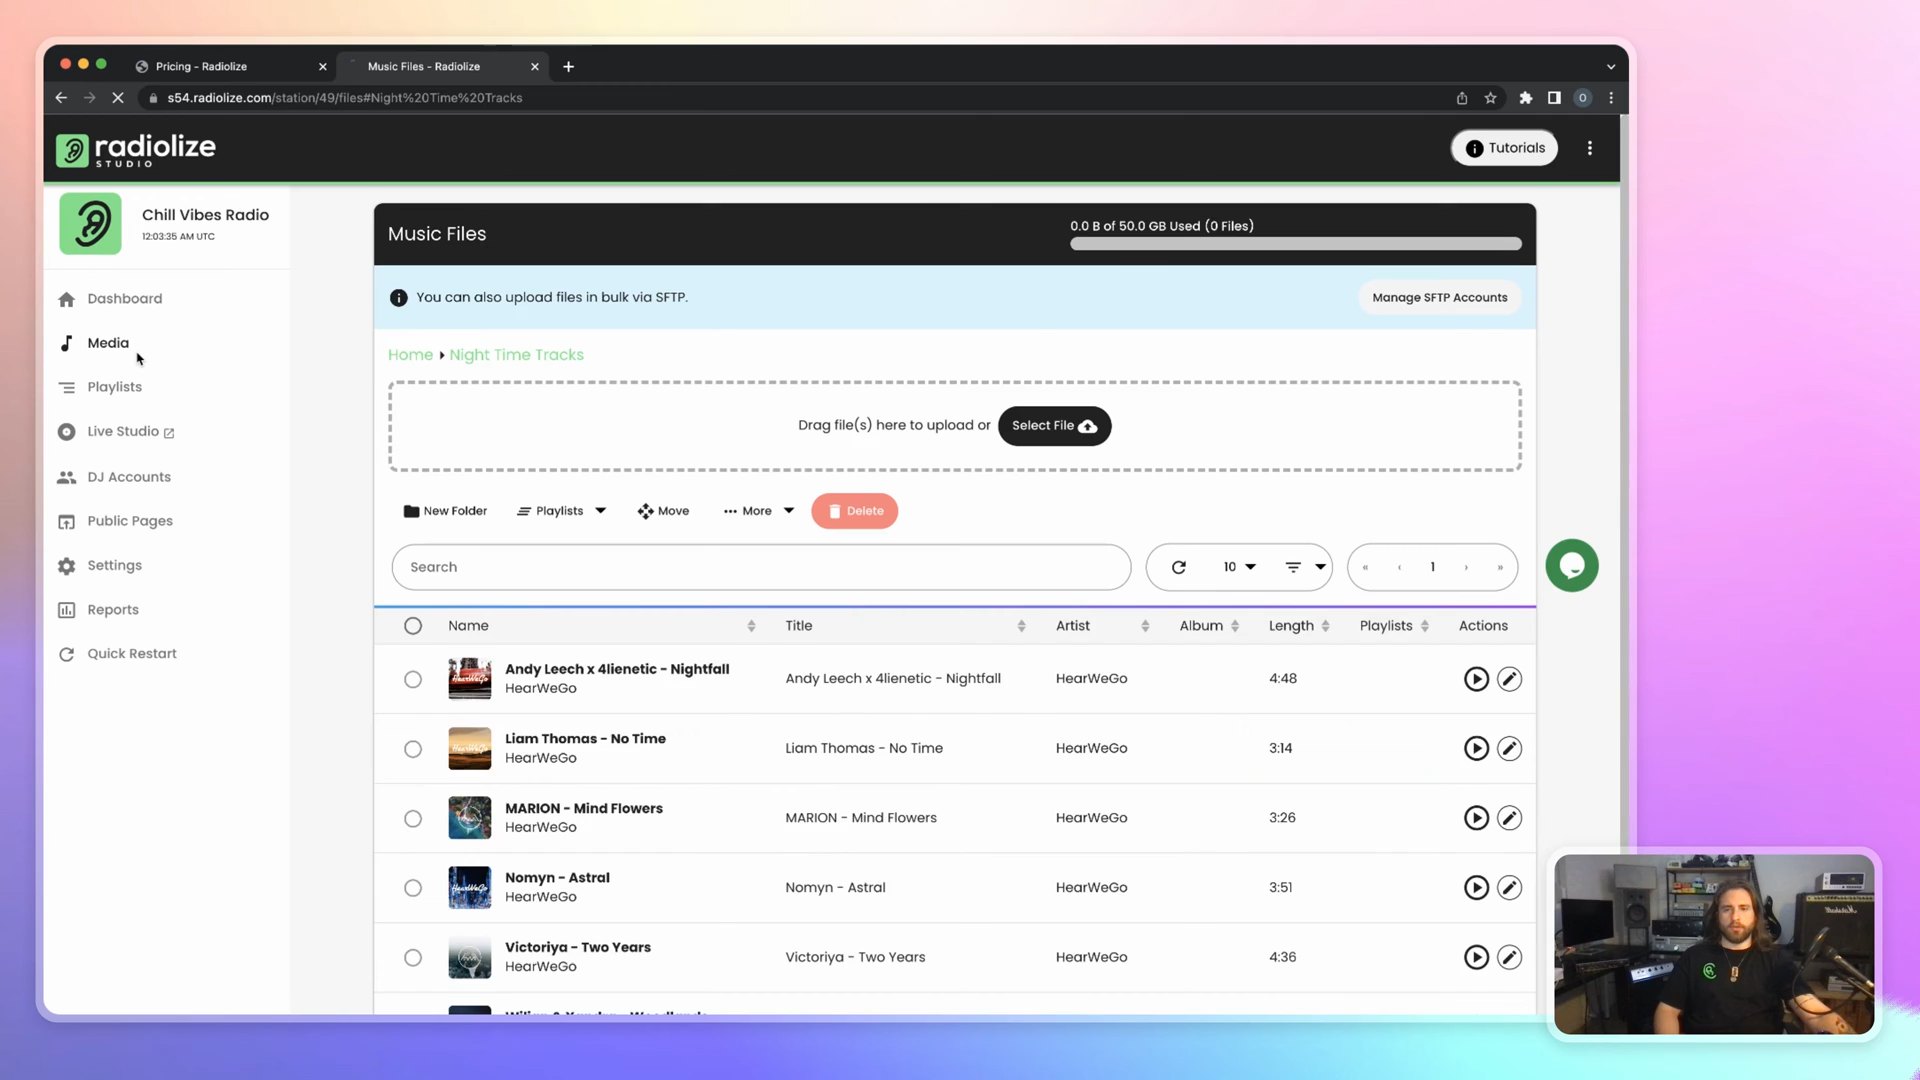 Pricing - Radiolize
Music Files - Radiolize
s54.radiolize.com/station/49/files#Night%20Time%20Tracks
O
radiolize
STUDIO
Tutorials
Chill Vibes Radio
12:03:35 AM UTC
Dashboard
Media
Playlists
Live Studio
DJ Accounts
Public Pages
Settings
Reports
Quick Restart
Music Files
0.0 B of 50.0 GB Used (0 Files)
You can also upload files in bulk via SFTP.
Manage SFTP Accounts
Home
Night Time Tracks
Drag file(s) here to upload or
Select File
New Folder
Playlists
Move
More
Delete
Search
10
« ‹ 1 › »
Name Title Artist Album Length Playlists Actions
Andy Leech x 4lienetic - Nightfall
HearWeGo
Andy Leech x 4lienetic - Nightfall
HearWeGo
4:48
Liam Thomas - No Time
HearWeGo
Liam Thomas - No Time
HearWeGo
3:14
MARION - Mind Flowers
HearWeGo
MARION - Mind Flowers
HearWeGo
3:26
Nomyn - Astral
HearWeGo
Nomyn - Astral
HearWeGo
3:51
Victoriya - Two Years
HearWeGo
Victoriya - Two Years
HearWeGo
4:36